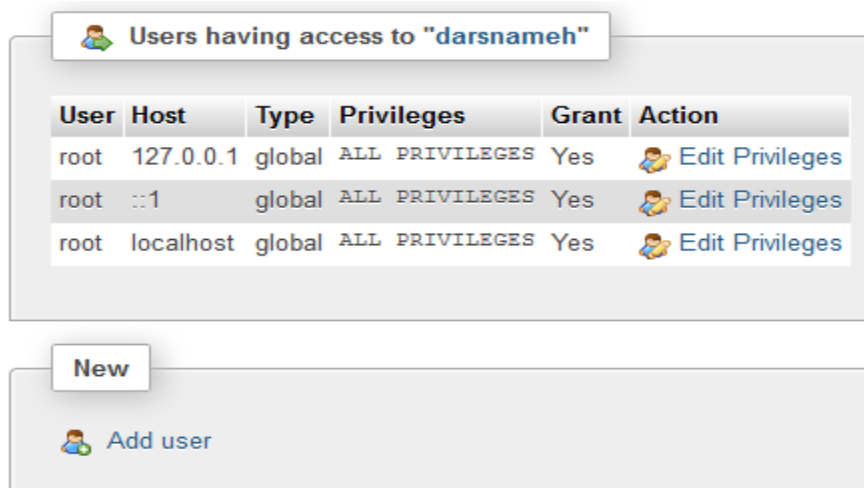 Users having access to "darsnameh"
User Host Type Privileges Grant Action
root 127.0.0.1 global ALL PRIVILEGES Yes Edit Privileges
root ::1 global ALL PRIVILEGES Yes Edit Privileges
root localhost global ALL PRIVILEGES Yes Edit Privileges
New
Add user